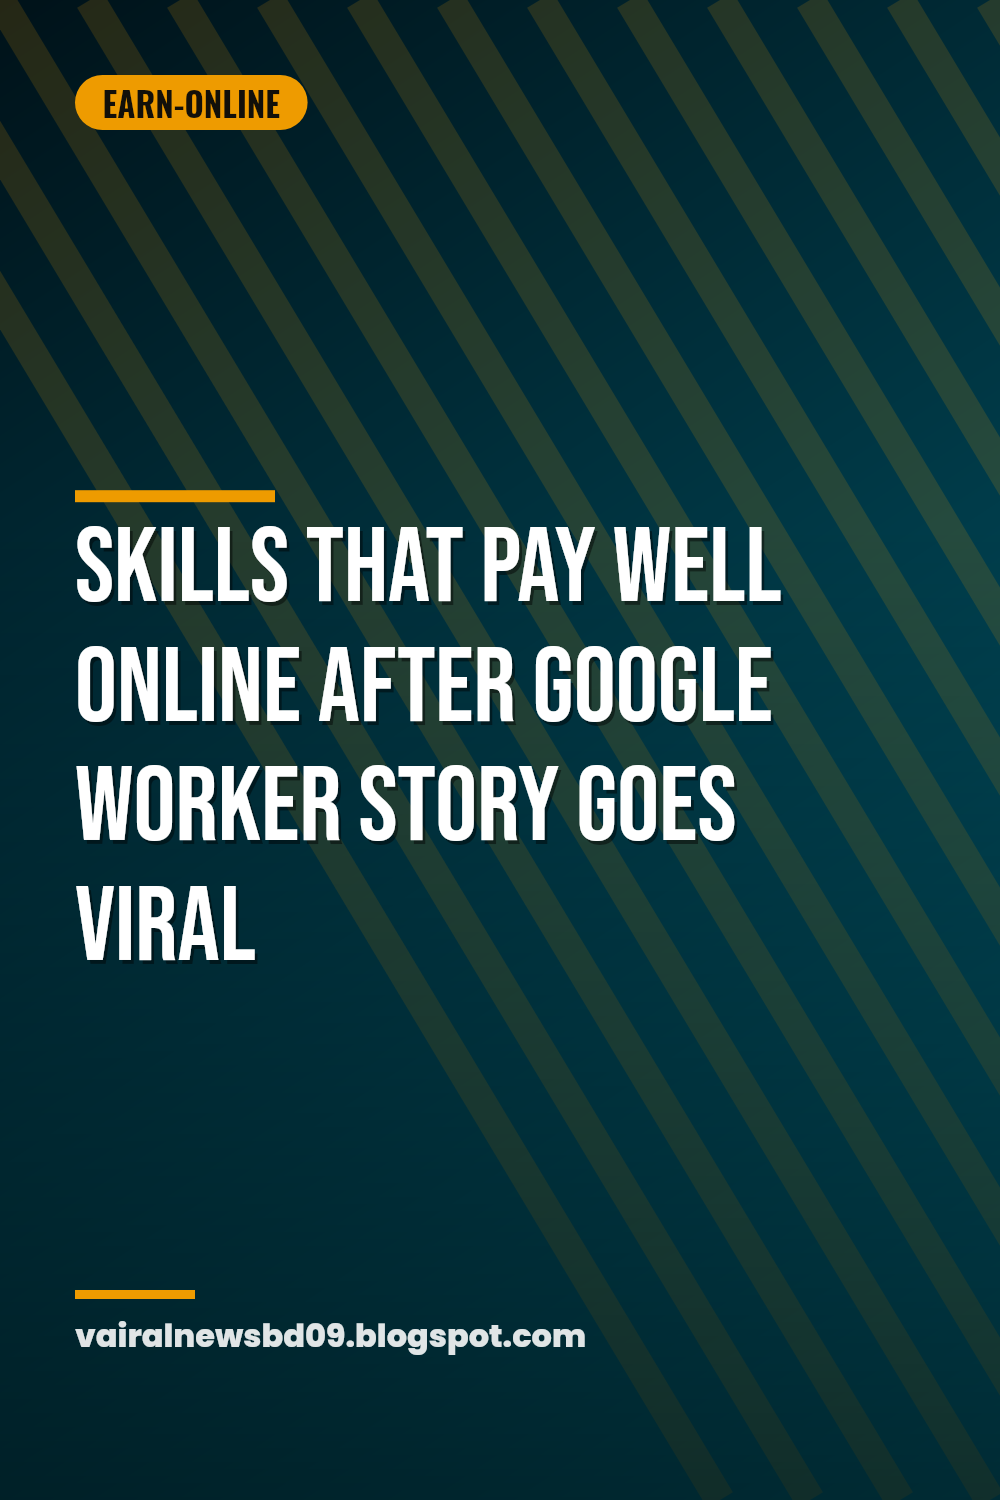 EARN-ONLINE
SKILLS THAT PAY WELL
ONLINE AFTER GOOGLE
WORKER STORY GOES
VIRAL
vairalnewsbd09.blogspot.com